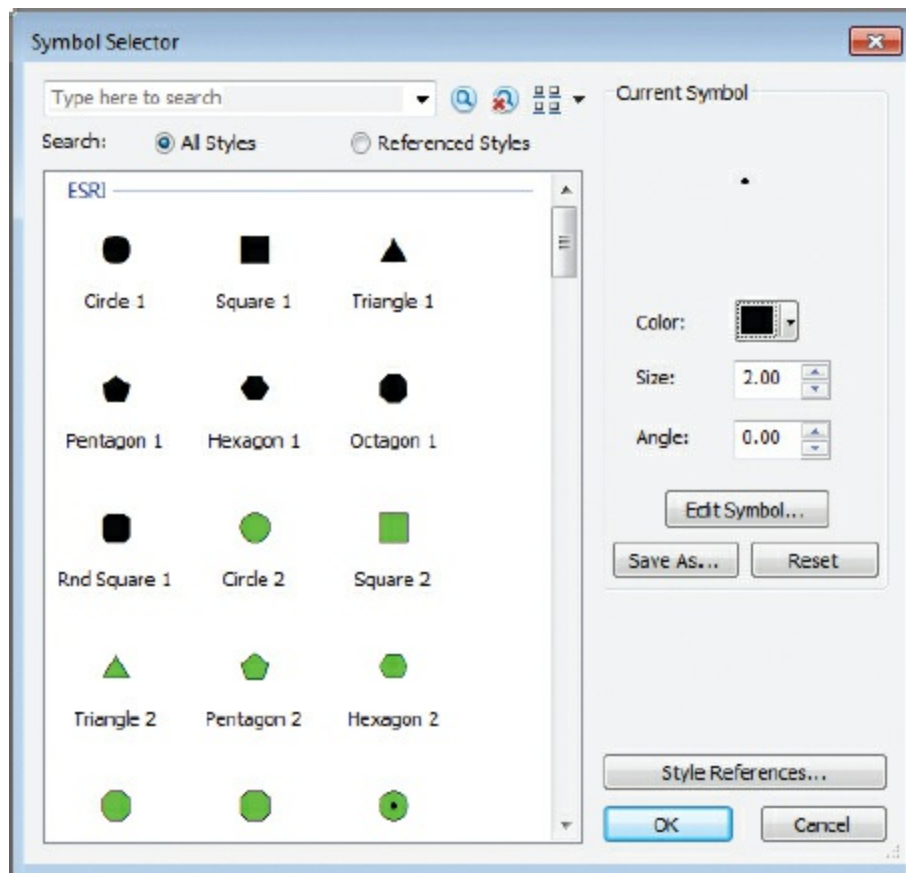 Symbol Selector
Type here to search
Search: All Styles Referenced Styles
ESRI
Circle 1 Square 1 Triangle 1
Pentagon 1 Hexagon 1 Octagon 1
Rnd Square 1 Circle 2 Square 2
Triangle 2 Pentagon 2 Hexagon 2
Current Symbol
Color:
Size: 2.00
Angle: 0.00
Edit Symbol...
Save As... Reset
Style References...
OK Cancel